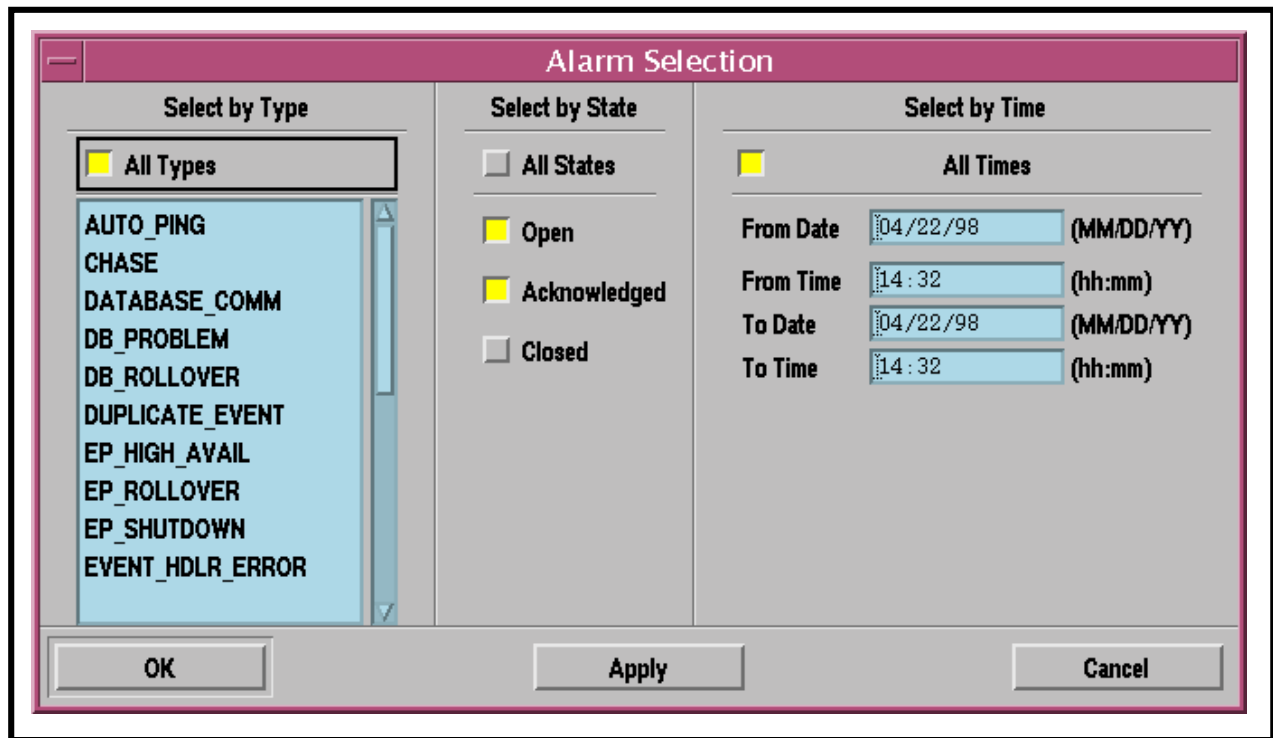 Alarm Selection
Select by Type
All Types
AUTO_PING
CHASE
DATABASE_COMM
DB_PROBLEM
DB_ROLLOVER
DUPLICATE_EVENT
EP_HIGH_AVAIL
EP_ROLLOVER
EP_SHUTDOWN
EVENT_HDLR_ERROR
Select by State
All States
Open
Acknowledged
Closed
Select by Time
All Times
From Date 04/22/98 (MM/DD/YY)
From Time 14:32 (hh:mm)
To Date 04/22/98 (MM/DD/YY)
To Time 14:32 (hh:mm)
OK
Apply
Cancel